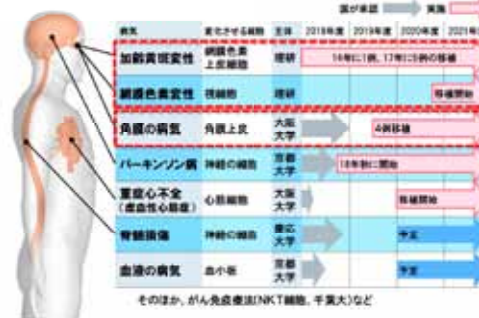 国が承認 実施
病気 変化させる細胞 主体 2018年度 2019年度 2020年度 2021年
加齢黄斑変性 網膜色素上皮細胞 理研 14年に1例、17年に5例の移植
網膜色素変性 視細胞 理研 移植開始
角膜の病気 角膜上皮 大阪大学 4例移植
パーキンソン病 神経の細胞 京都大学 18年秋に開始
重症心不全(虚血性心筋症) 心筋細胞 大阪大学 移植開始
脊髄損傷 神経の細胞 慶応大学 予定
血液の病気 血小板 京都大学 予定
そのほか、がん免疫療法(NKT細胞、千葉大)など